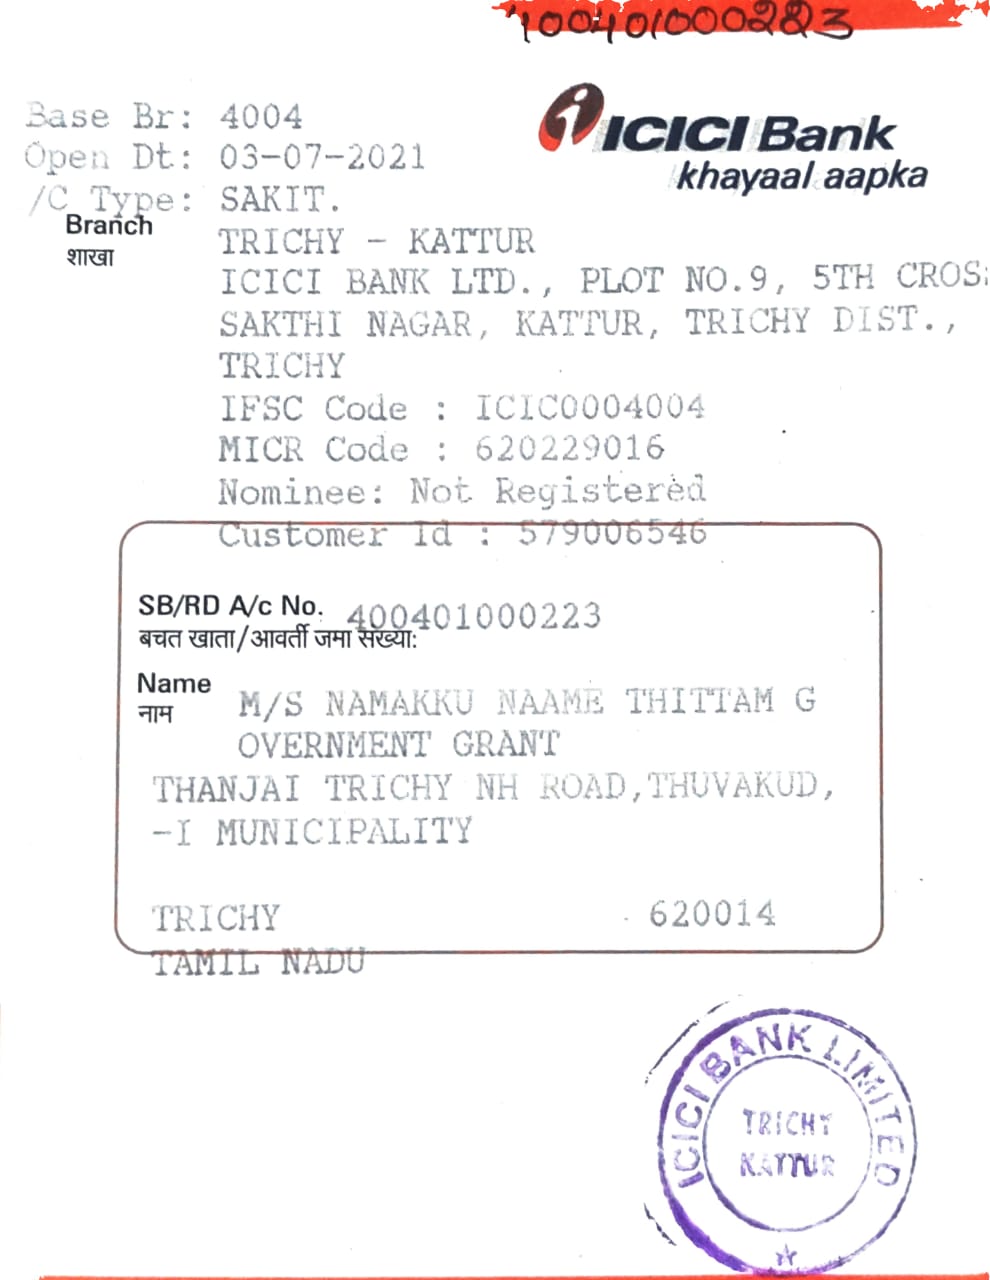 400401000223
Base Br: 4004
Open Dt: 03-07-2021
/C Type: SAKIT.
ICICI Bank
khayaal aapka
Branch
शाखा
TRICHY - KATTUR
ICICI BANK LTD., PLOT NO.9, 5TH CROS
SAKTHI NAGAR, KATTUR, TRICHY DIST.,
TRICHY
IFSC Code : ICIC0004004
MICR Code : 620229016
Nominee: Not Registered
Customer Id : 579006546
SB/RD A/c No. 400401000223
बचत खाता/आवर्ती जमा संख्या:
Name
नाम
M/S NAMAKKU NAAME THITTAM G
OVERNMENT GRANT
THANJAI TRICHY NH ROAD,THUVAKUD,
-I MUNICIPALITY
TRICHY 620014
TAMIL NADU
ICICI BANK LIMITED
TRICHY
KATTUR